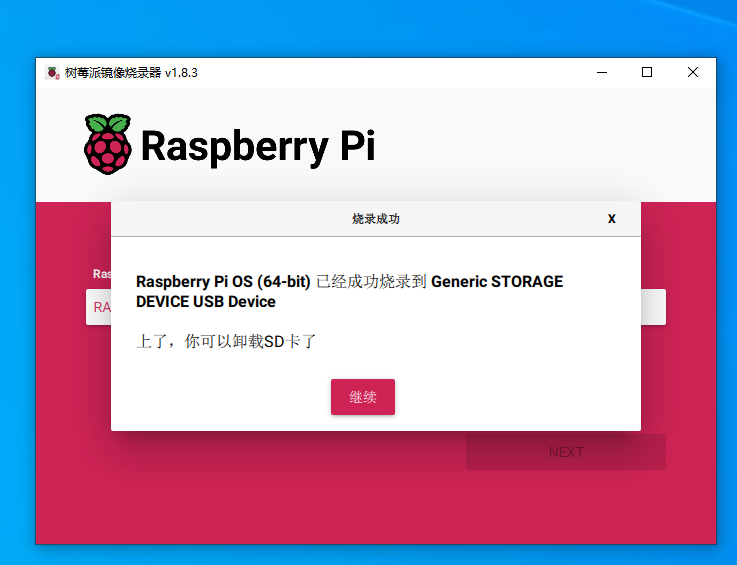 树莓派镜像烧录器 v1.8.3
Raspberry Pi
烧录成功 X
Ras
RA
Raspberry Pi OS (64-bit) 已经成功烧录到 Generic STORAGE
DEVICE USB Device
上了，你可以卸载SD卡了
继续
NEXT